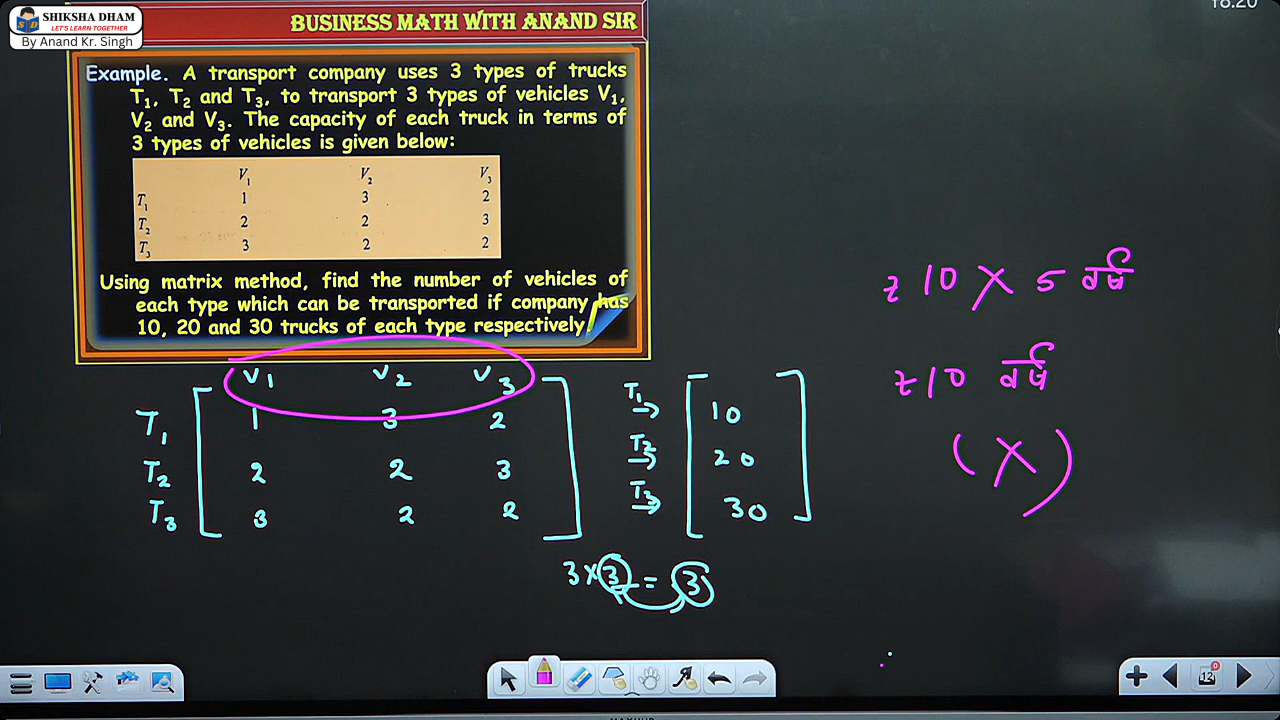 18:20
SHIKSHA DHAM
LET'S LEARN TOGETHER
By Anand Kr. Singh
BUSINESS MATH WITH ANAND SIR
Example. A transport company uses 3 types of trucks
T₁, T₂ and T₃, to transport 3 types of vehicles V₁,
V₂ and V₃. The capacity of each truck in terms of
3 types of vehicles is given below:
V₁ V₂ V₃
T₁ 1 3 2
T₂ 2 2 3
T₃ 3 2 2
Using matrix method, find the number of vehicles of
each type which can be transported if company has
10, 20 and 30 trucks of each type respectively.
V₁ V₂ V₃
T₁ 1 3 2 T₁ → 10
T₂ 2 2 3 T₂ → 20
T₃ 3 2 2 T₃ → 30
3 × 3 = 3
₹10 X 5 वर्ष
₹10 वर्ष
(X)
12